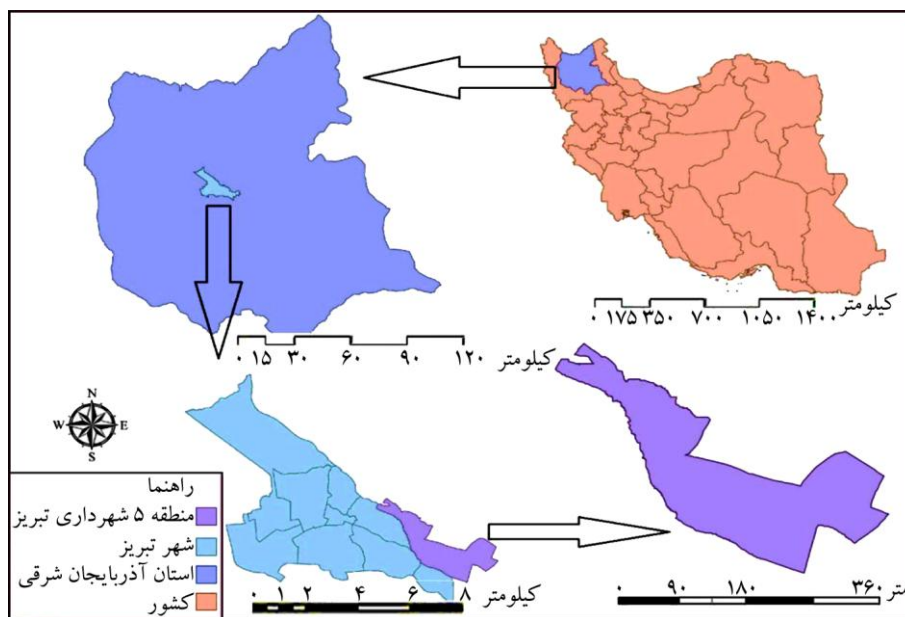 کیلومتر
۰ ۱۷۵ ۳۵۰ ۷۰۰ ۱۰۵۰ ۱۴۰۰
کیلومتر
۰ ۱۵ ۳۰ ۶۰ ۹۰ ۱۲۰
N
W E
S
راهنما
منطقه ۵ شهرداری تبریز
شهر تبریز
استان آذربایجان شرقی
کشور
کیلومتر
۰ ۱ ۲ ۴ ۶ ۸
متر
۰ ۹۰ ۱۸۰ ۳۶۰